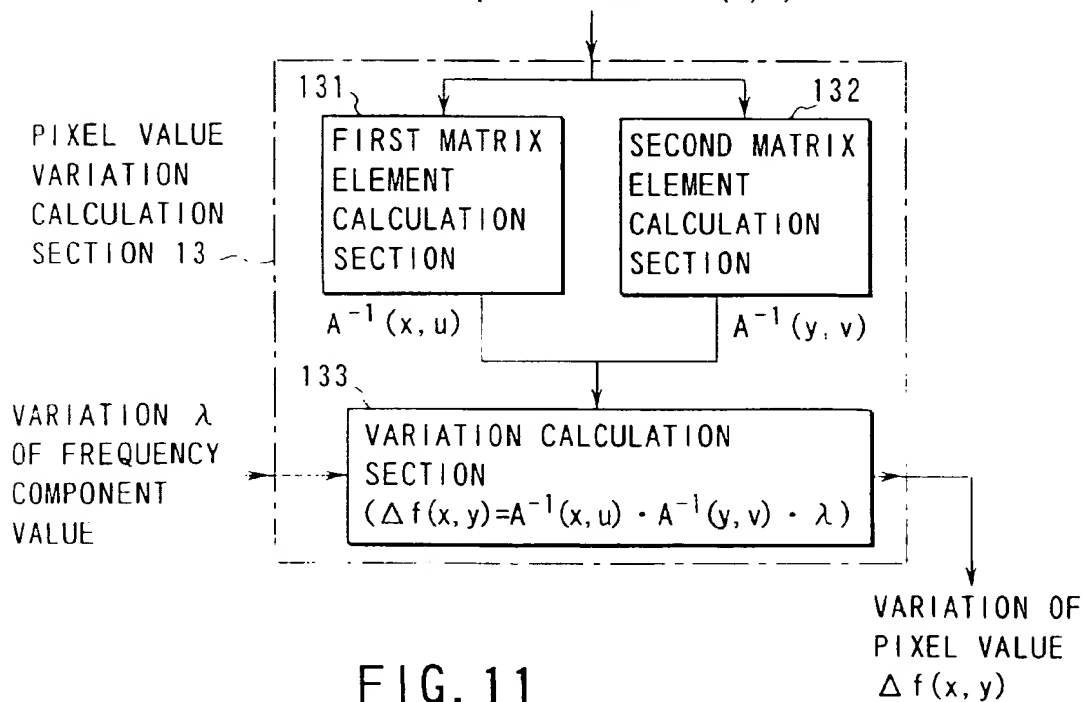 131
132
PIXEL VALUE
VARIATION
CALCULATION
SECTION 13
FIRST MATRIX
ELEMENT
CALCULATION
SECTION
SECOND MATRIX
ELEMENT
CALCULATION
SECTION
A⁻¹(x, u)
A⁻¹(y, v)
133
VARIATION λ
OF FREQUENCY
COMPONENT
VALUE
VARIATION CALCULATION
SECTION
(Δf(x, y)=A⁻¹(x, u) · A⁻¹(y, v) · λ)
VARIATION OF
PIXEL VALUE
Δf(x, y)
FIG. 11